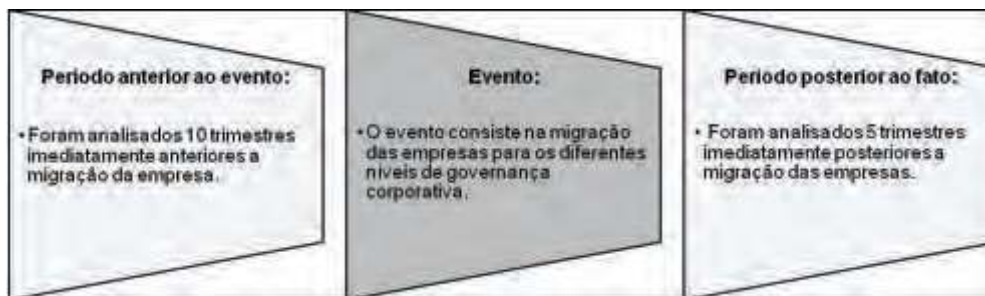 Período anterior ao evento:
• Foram analisados 10 trimestres
imediatamente anteriores a
migração da empresa.
Evento:
• O evento consiste na migração
das empresas para os diferentes
níveis de governança
corporativa.
Período posterior ao fato:
• Foram analisados 5 trimestres
imediatamente posteriores a
migração das empresas.